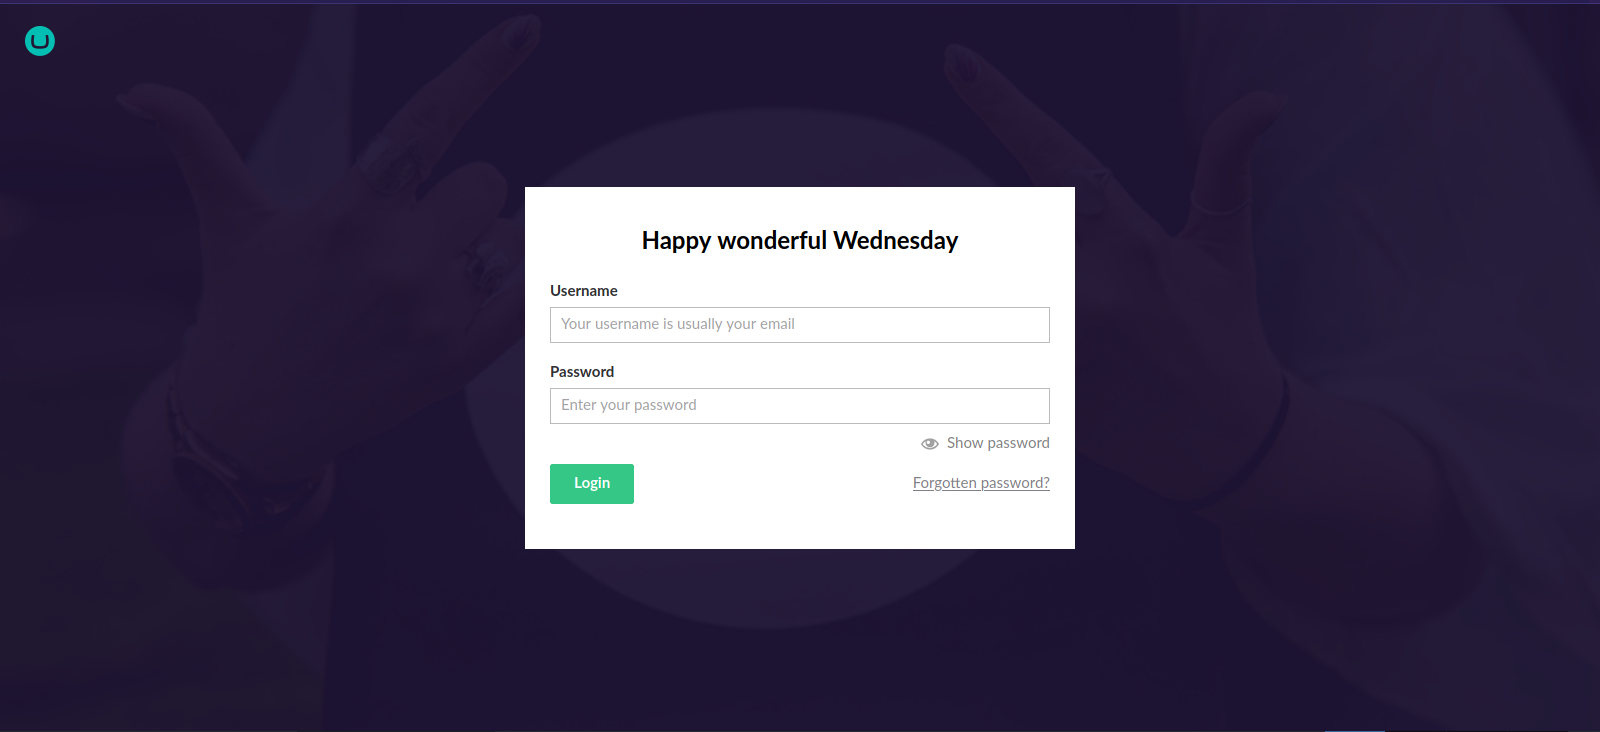 Happy wonderful Wednesday
Username
Your username is usually your email
Password
Enter your password
Show password
Login
Forgotten password?